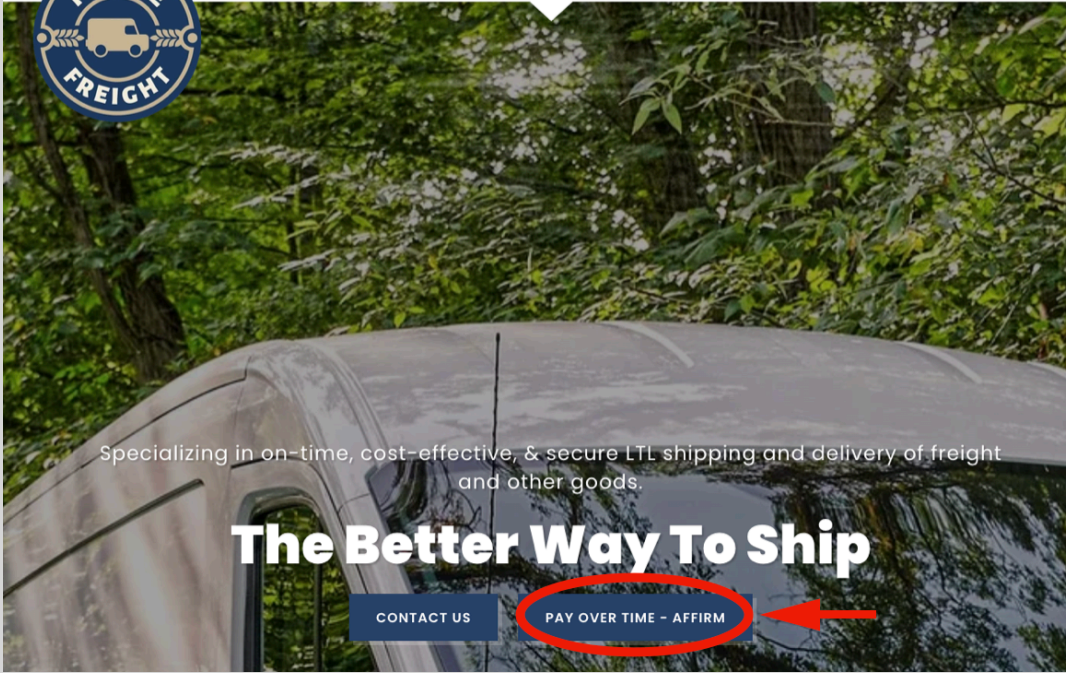 FREIGHT
Specializing in on-time, cost-effective, & secure LTL shipping and delivery of freight
and other goods.
The Better Way To Ship
CONTACT US
PAY OVER TIME - AFFIRM